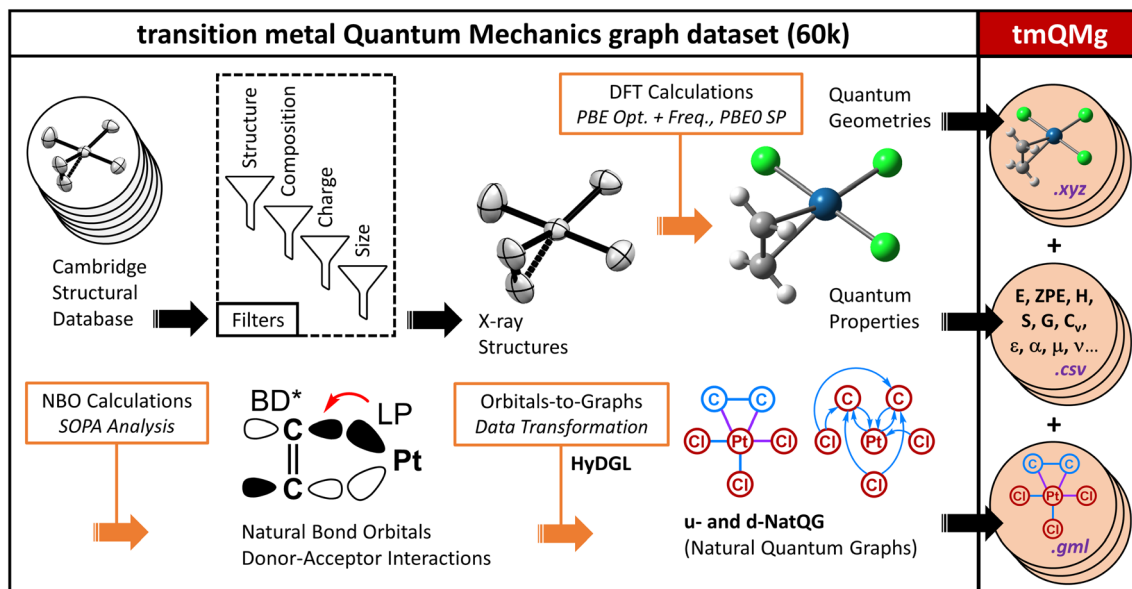 transition metal Quantum Mechanics graph dataset (60k)
tmQMg
Cambridge
Structural
Database
Structure
Composition
Charge
Size
Filters
X-ray
Structures
DFT Calculations
PBE Opt. + Freq., PBE0 SP
Quantum
Geometries
Quantum
Properties
.xyz
+
E, ZPE, H,
S, G, Cᵥ,
ε, α, μ, ν...
.csv
+
NBO Calculations
SOPA Analysis
BD*
LP
C
Pt
C
Natural Bond Orbitals
Donor-Acceptor Interactions
Orbitals-to-Graphs
Data Transformation
HyDGL
C C
Cl Pt Cl
Cl
C C
Cl Pt Cl
Cl
u- and d-NatQG
(Natural Quantum Graphs)
C C
Cl Pt Cl
Cl
.gml